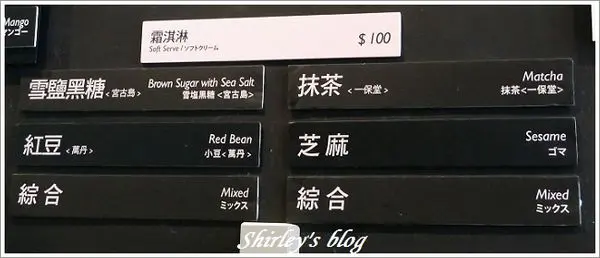 Mango
マンゴー
霜淇淋 $100
Soft Serve / ソフトクリーム
雪鹽黑糖 <宮古島> Brown Sugar with Sea Salt
雪塩黒糖 <宮古島>
抹茶 <一保堂> Matcha
抹茶<一保堂>
紅豆 <萬丹> Red Bean
小豆<萬丹>
芝麻 Sesame
ゴマ
綜合 Mixed
ミックス
綜合 Mixed
ミックス
Shirley's blog